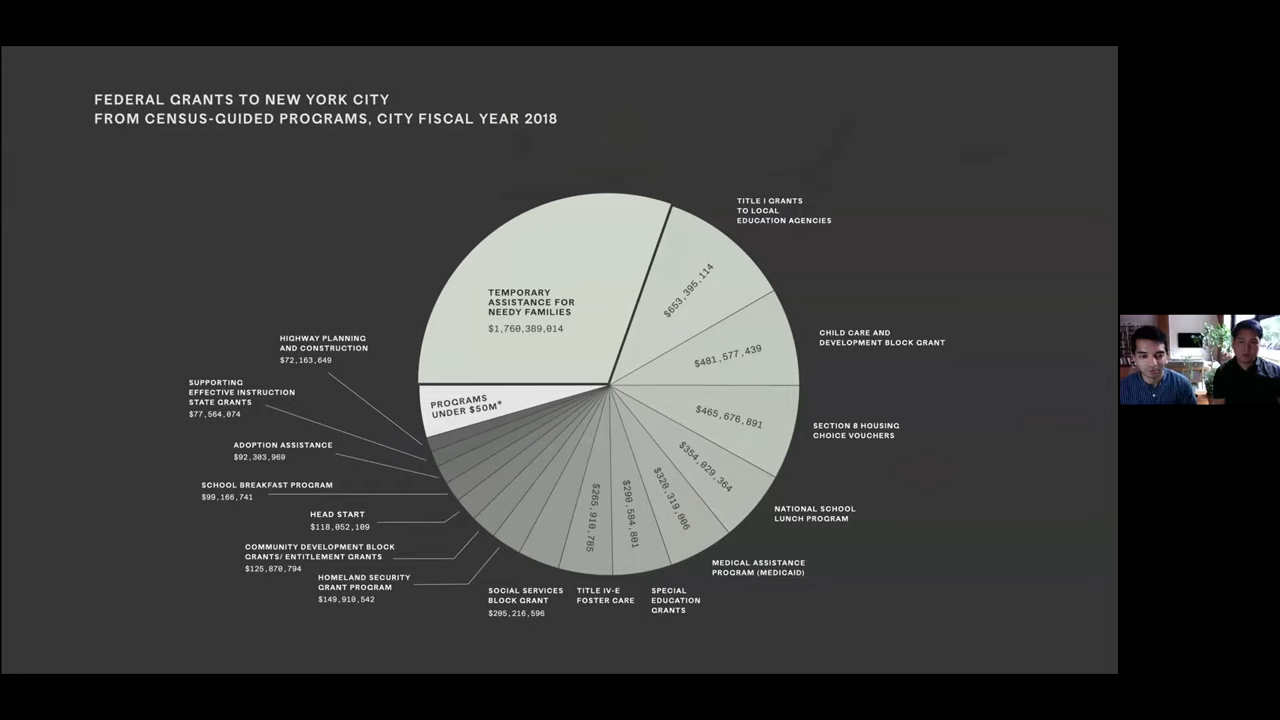 FEDERAL GRANTS TO NEW YORK CITY
FROM CENSUS-GUIDED PROGRAMS, CITY FISCAL YEAR 2018
TITLE I GRANTS
TO LOCAL
EDUCATION AGENCIES
$653,395,114
CHILD CARE AND
DEVELOPMENT BLOCK GRANT
$481,577,439
SECTION 8 HOUSING
CHOICE VOUCHERS
$465,676,891
NATIONAL SCHOOL
LUNCH PROGRAM
$354,029,364
MEDICAL ASSISTANCE
PROGRAM (MEDICAID)
$320,319,006
SPECIAL
EDUCATION
GRANTS
$290,584,801
TITLE IV-E
FOSTER CARE
$265,910,785
SOCIAL SERVICES
BLOCK GRANT
$205,216,596
HOMELAND SECURITY
GRANT PROGRAM
$149,910,542
COMMUNITY DEVELOPMENT BLOCK
GRANTS/ ENTITLEMENT GRANTS
$125,870,794
HEAD START
$118,052,109
SCHOOL BREAKFAST PROGRAM
$99,166,741
ADOPTION ASSISTANCE
$92,303,969
SUPPORTING
EFFECTIVE INSTRUCTION
STATE GRANTS
$77,564,074
HIGHWAY PLANNING
AND CONSTRUCTION
$72,163,649
PROGRAMS
UNDER $50M*
TEMPORARY
ASSISTANCE FOR
NEEDY FAMILIES
$1,760,389,014